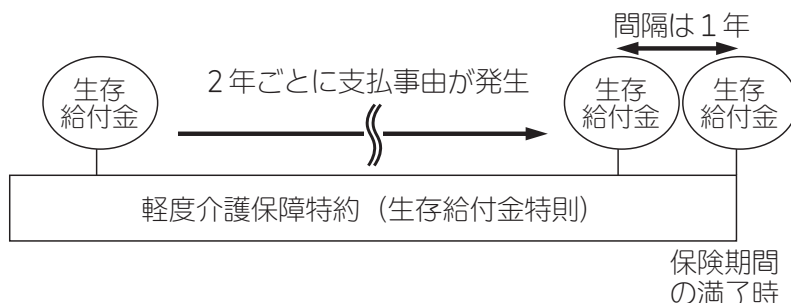 間隔は1年
2年ごとに支払事由が発生
生存
給付金
生存
給付金
生存
給付金
軽度介護保障特約(生存給付金特則)
保険期間
の満了時